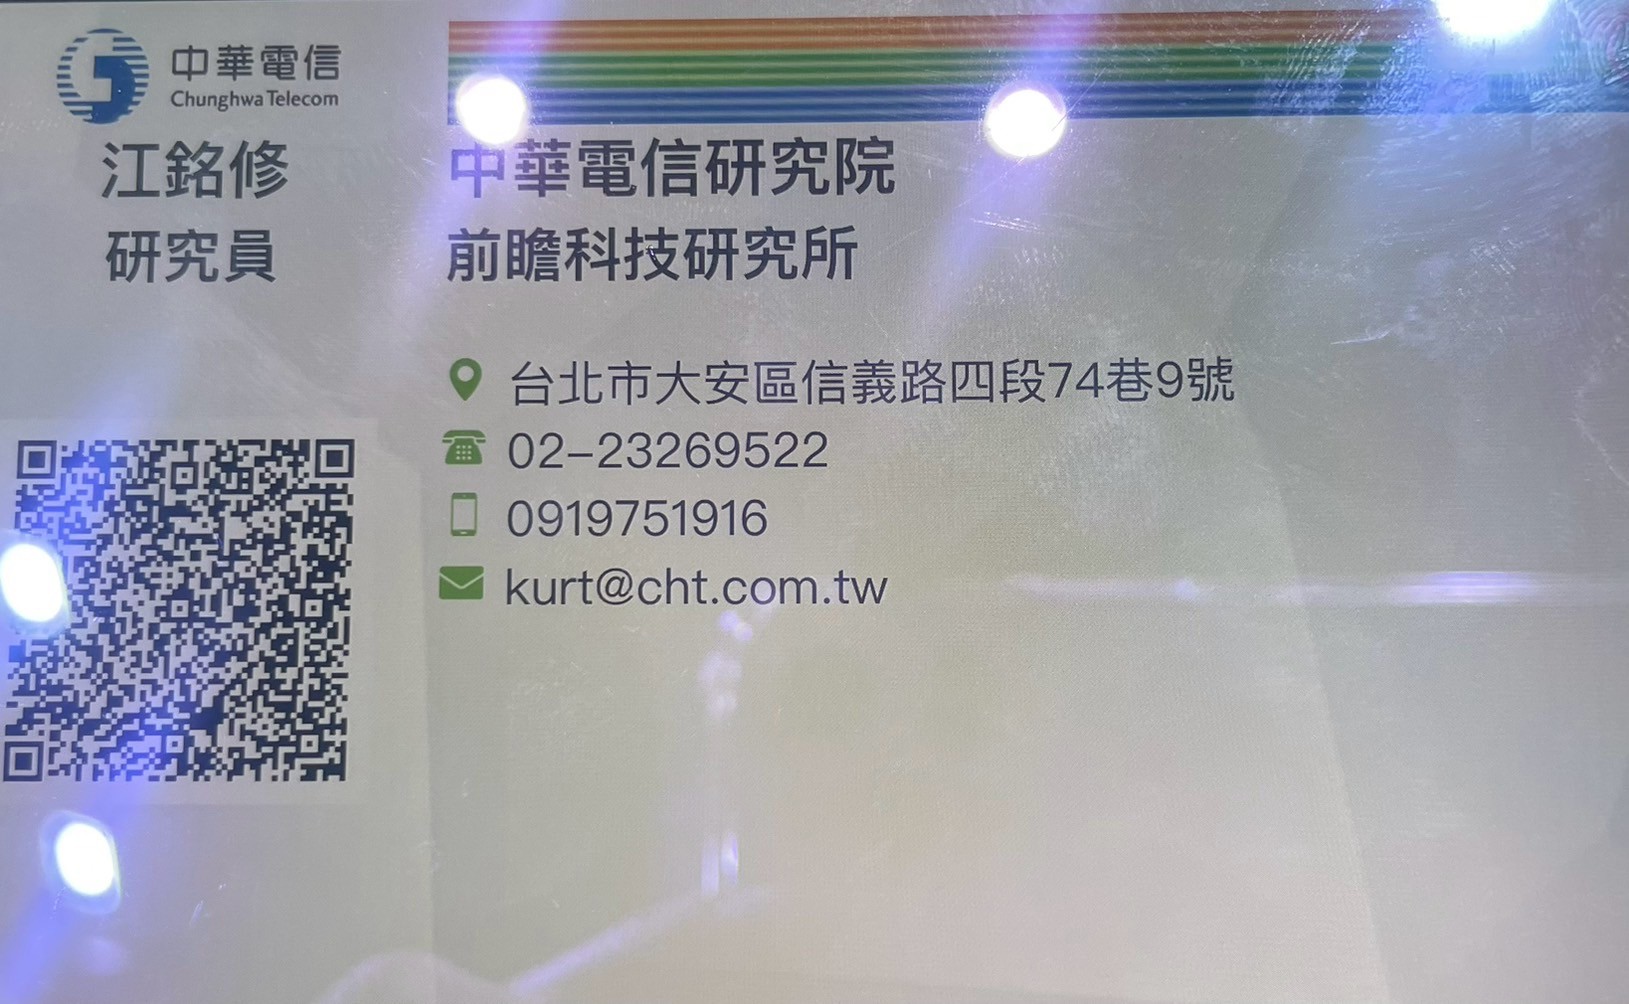 中華電信
Chunghwa Telecom
江銘修
研究員
中華電信研究院
前瞻科技研究所
台北市大安區信義路四段74巷9號
02-23269522
0919751916
kurt@cht.com.tw